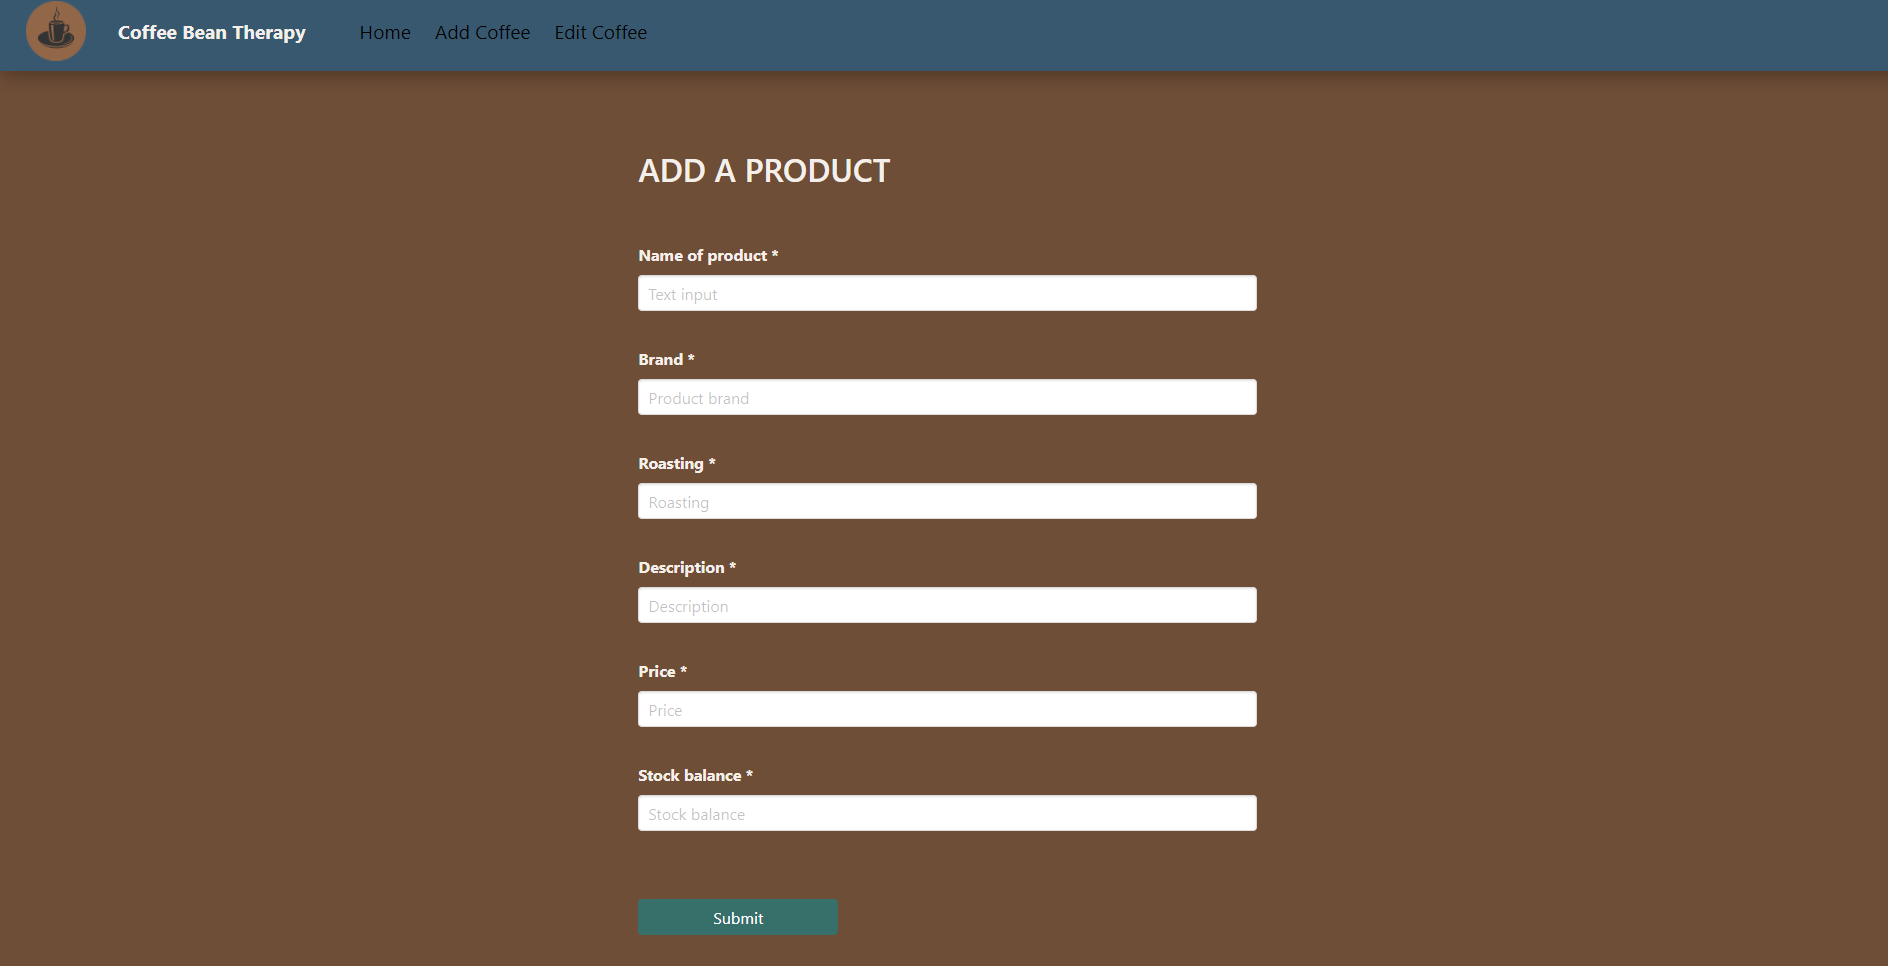 Coffee Bean Therapy Home Add Coffee Edit Coffee
ADD A PRODUCT
Name of product *
Text input
Brand *
Product brand
Roasting *
Roasting
Description *
Description
Price *
Price
Stock balance *
Stock balance
Submit